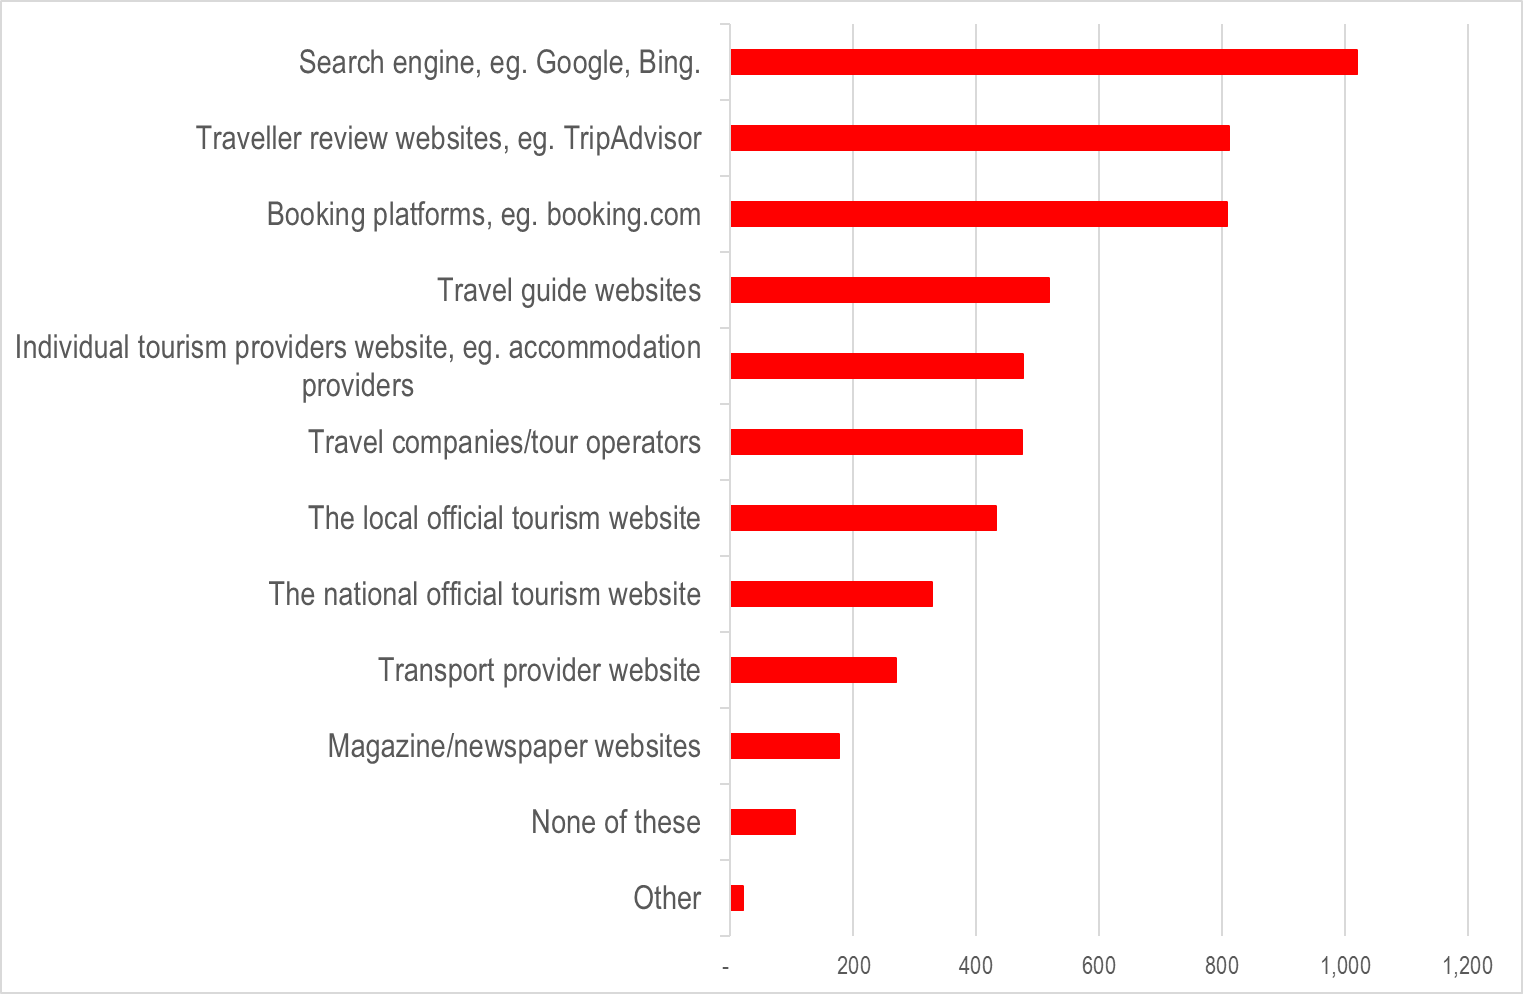 Search engine, eg. Google, Bing.
Traveller review websites, eg. TripAdvisor
Booking platforms, eg. booking.com
Travel guide websites
Individual tourism providers website, eg. accommodation
providers
Travel companies/tour operators
The local official tourism website
The national official tourism website
Transport provider website
Magazine/newspaper websites
None of these
Other
- 200 400 600 800 1,000 1,200